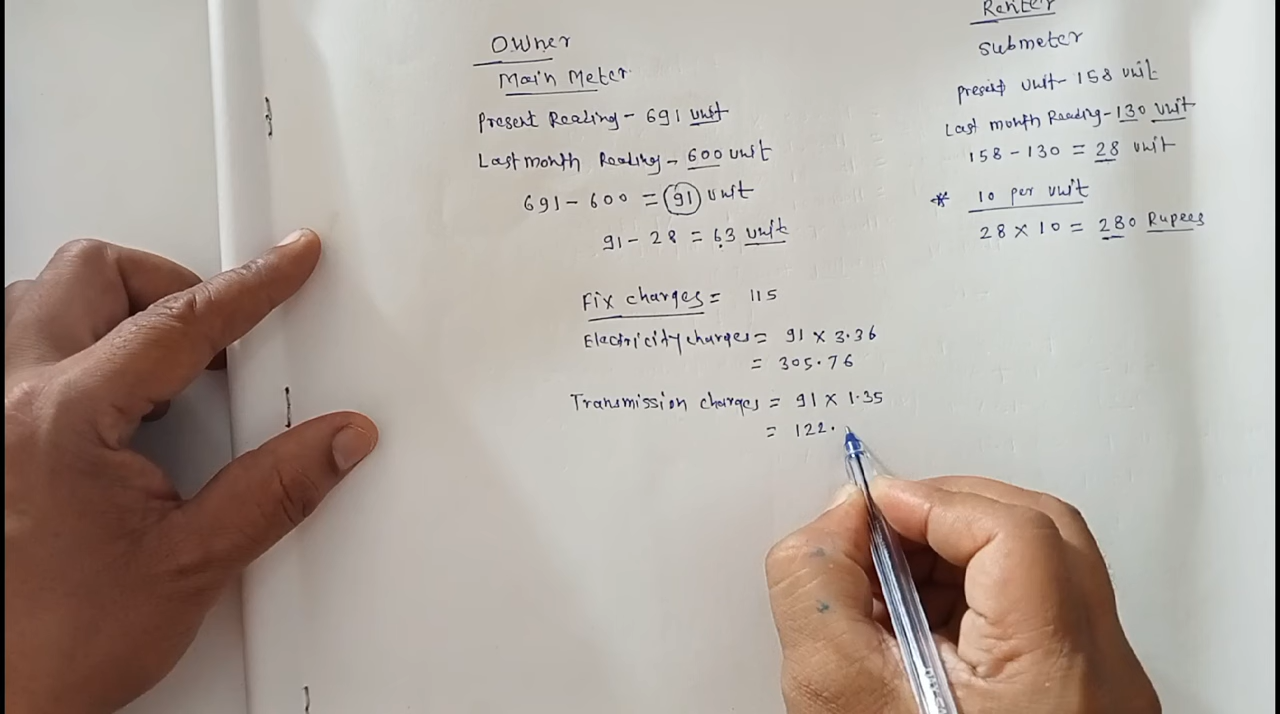 Owner
Main Meter
Present Reading - 691 unit
Last month Reading - 600 unit
691 - 600 = 91 unit
91 - 28 = 63 unit
Renter
Submeter
present unit - 158 unit
Last month Reading - 130 unit
158 - 130 = 28 unit
* 10 per unit
28 × 10 = 280 Rupees
Fix charges = 115
Electricity charges = 91 × 3.36
= 305.76
Transmission charges = 91 × 1.35
= 122.